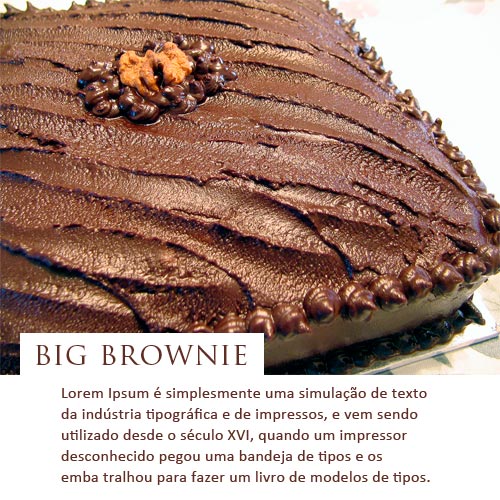 BIG BROWNIE
Lorem Ipsum é simplesmente uma simulação de texto
da indústria tipográfica e de impressos, e vem sendo
utilizado desde o século XVI, quando um impressor
desconhecido pegou uma bandeja de tipos e os
emba tralhou para fazer um livro de modelos de tipos.